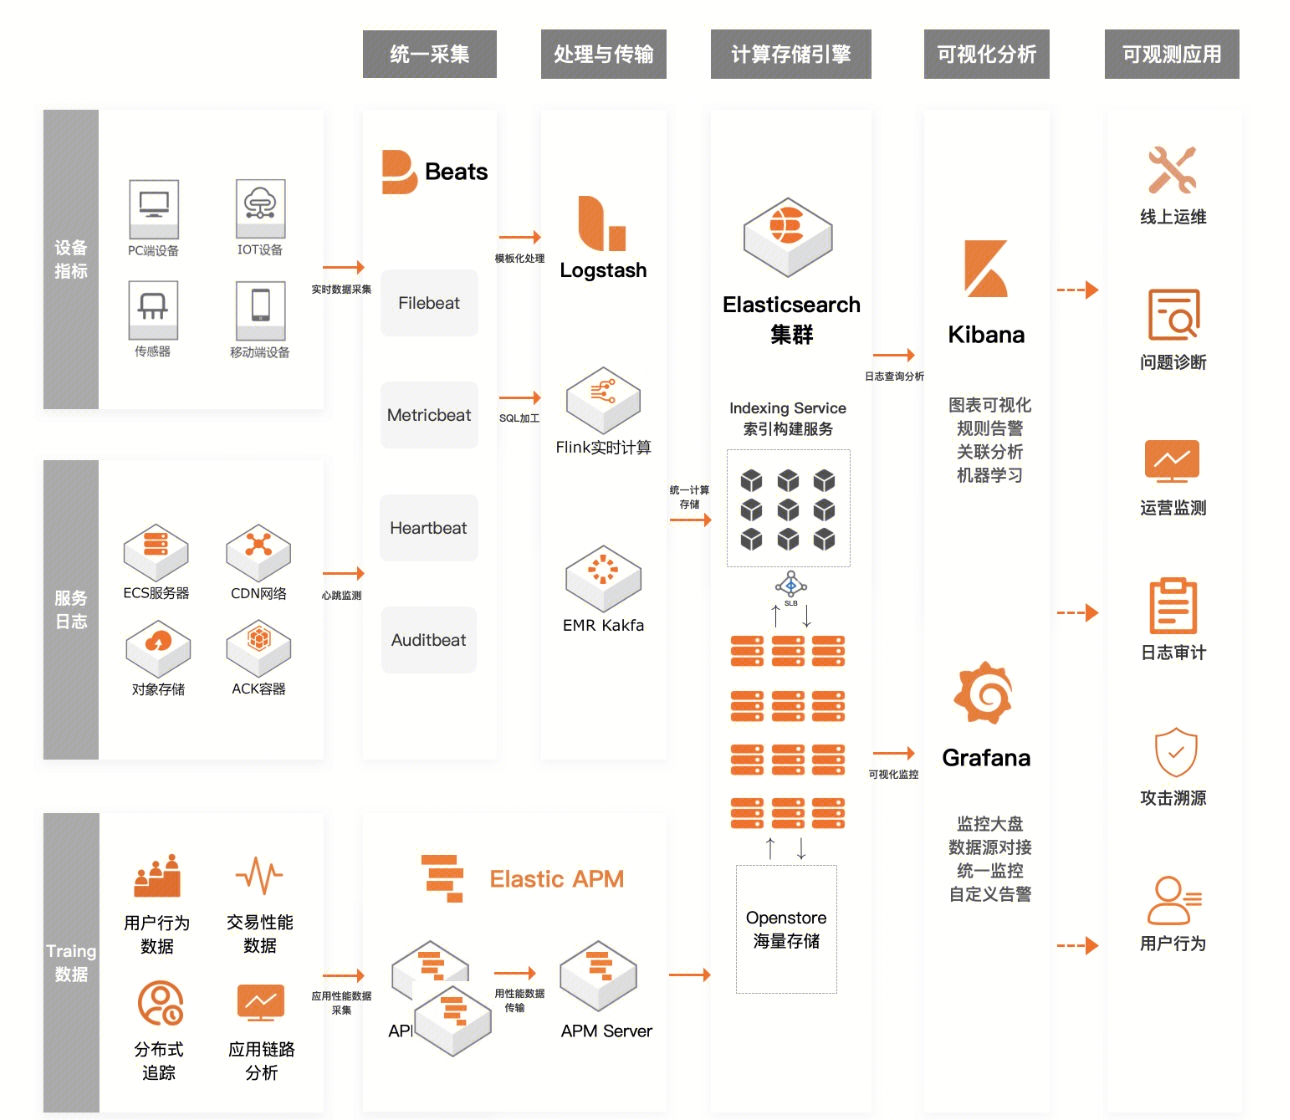 统一采集
处理与传输
计算存储引擎
可视化分析
可观测应用
设备
指标
PC端设备
IOT设备
传感器
移动端设备
实时数据采集
服务
日志
ECS服务器
CDN网络
对象存储
ACK容器
心跳监测
Traing
数据
用户行为
数据
交易性能
数据
分布式
追踪
应用链路
分析
应用性能数据
采集
Beats
Filebeat
Metricbeat
Heartbeat
Auditbeat
模板化处理
SQL加工
Logstash
Flink实时计算
EMR Kakfa
统一计算
存储
Elastic APM
API
用性能数据
传输
APM Server
Elasticsearch
集群
Indexing Service
索引构建服务
SLB
Openstore
海量存储
日志查询分析
可视化监控
Kibana
图表可视化
规则告警
关联分析
机器学习
Grafana
监控大盘
数据源对接
统一监控
自定义告警
线上运维
问题诊断
运营监测
日志审计
攻击溯源
用户行为